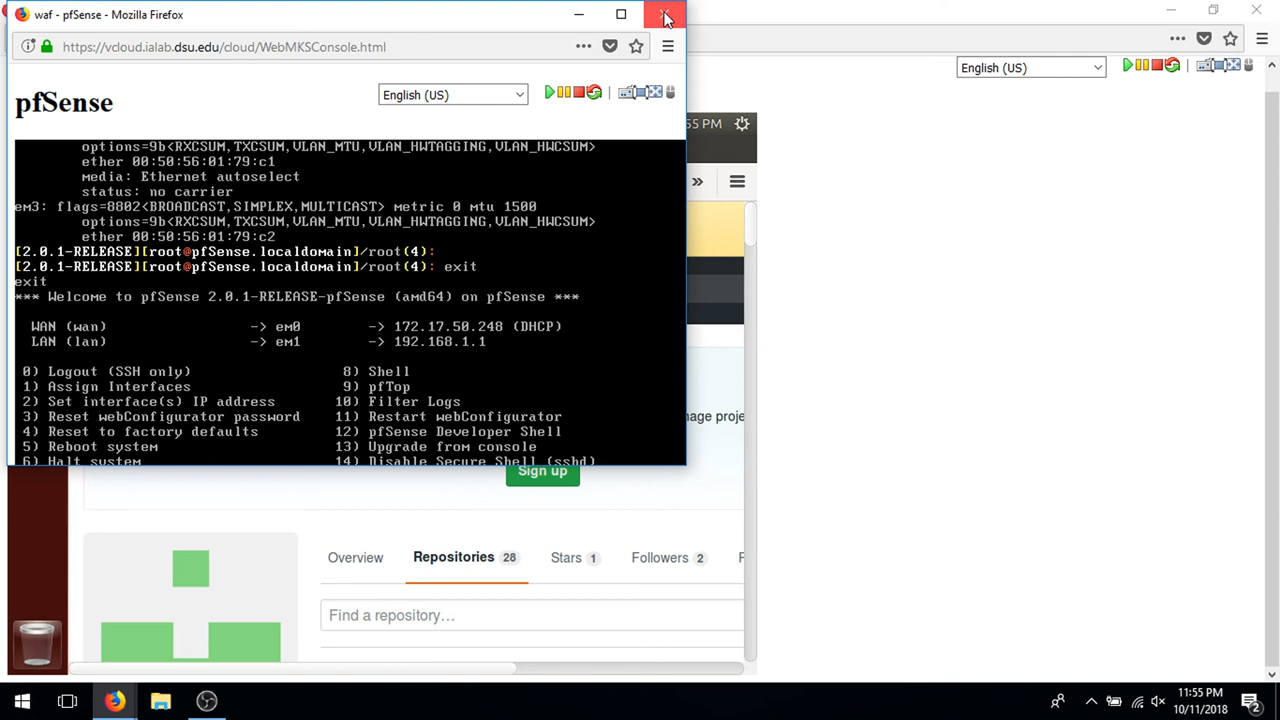 waf - pfSense - Mozilla Firefox
https://vcloud.ialab.dsu.edu/cloud/WebMKSConsole.html
pfSense
English (US)
English (US)
55 PM
options=9b<RXCSUM,TXCSUM,VLAN_MTU,VLAN_HWTAGGING,VLAN_HWCSUM>
ether 00:50:56:01:79:c1
media: Ethernet autoselect
status: no carrier
em3: flags=8802<BROADCAST,SIMPLEX,MULTICAST> metric 0 mtu 1500
options=9b<RXCSUM,TXCSUM,VLAN_MTU,VLAN_HWTAGGING,VLAN_HWCSUM>
ether 00:50:56:01:79:c2
[2.0.1-RELEASE][root@pfSense.localdomain]/root(4):
[2.0.1-RELEASE][root@pfSense.localdomain]/root(4): exit
exit
*** Welcome to pfSense 2.0.1-RELEASE-pfSense (amd64) on pfSense ***
WAN (wan) -> em0 -> 172.17.50.248 (DHCP)
LAN (lan) -> em1 -> 192.168.1.1
0) Logout (SSH only) 8) Shell
1) Assign Interfaces 9) pfTop
2) Set interface(s) IP address 10) Filter Logs
3) Reset webConfigurator password 11) Restart webConfigurator
4) Reset to factory defaults 12) pfSense Developer Shell
5) Reboot system 13) Upgrade from console
6) Halt system 14) Disable Secure Shell (sshd)
nage proje
Sign up
Overview Repositories 28 Stars 1 Followers 2 F
Find a repository…
11:55 PM
10/11/2018
2